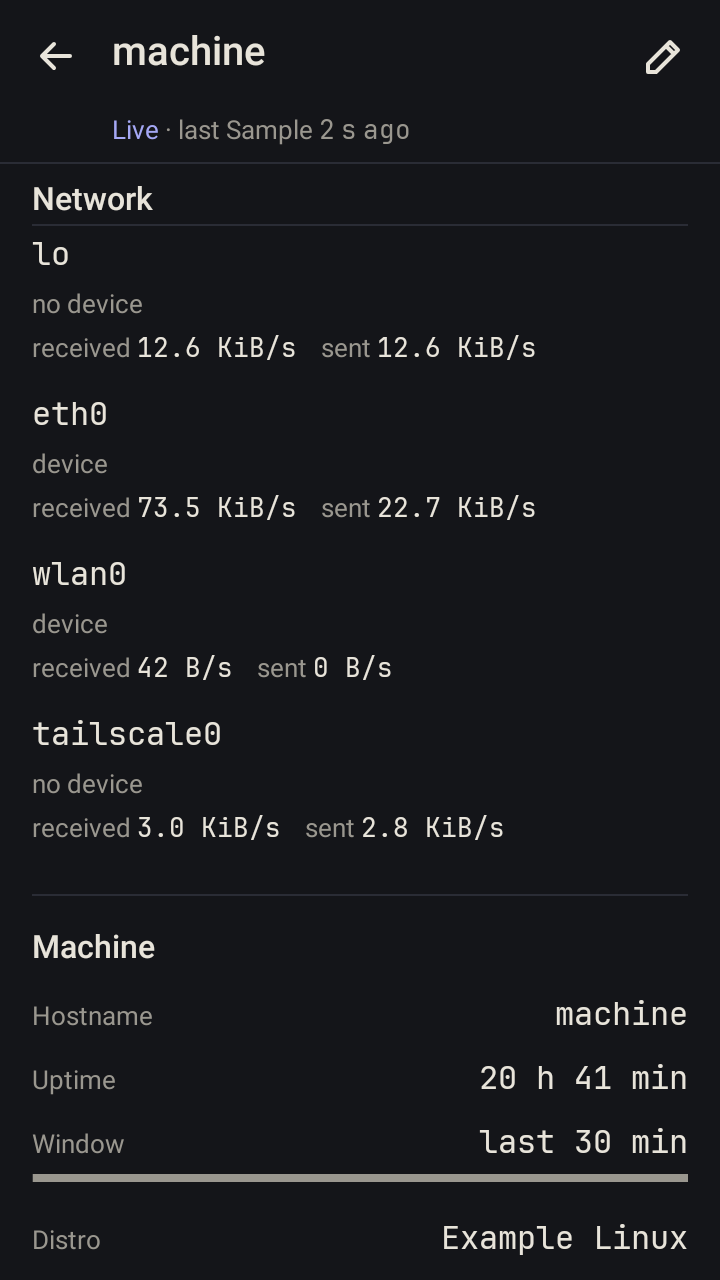 machine
Live · last Sample 2 s ago
Network
lo
no device
received 12.6 KiB/s sent 12.6 KiB/s
eth0
device
received 73.5 KiB/s sent 22.7 KiB/s
wlan0
device
received 42 B/s sent 0 B/s
tailscale0
no device
received 3.0 KiB/s sent 2.8 KiB/s
Machine
Hostname machine
Uptime 20 h 41 min
Window last 30 min
Distro Example Linux